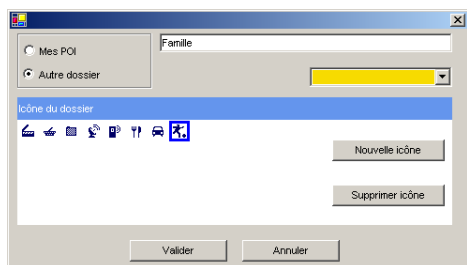 Mes POI
Famille
Autre dossier
Icône du dossier
Nouvelle icône
Supprimer icône
Valider
Annuler